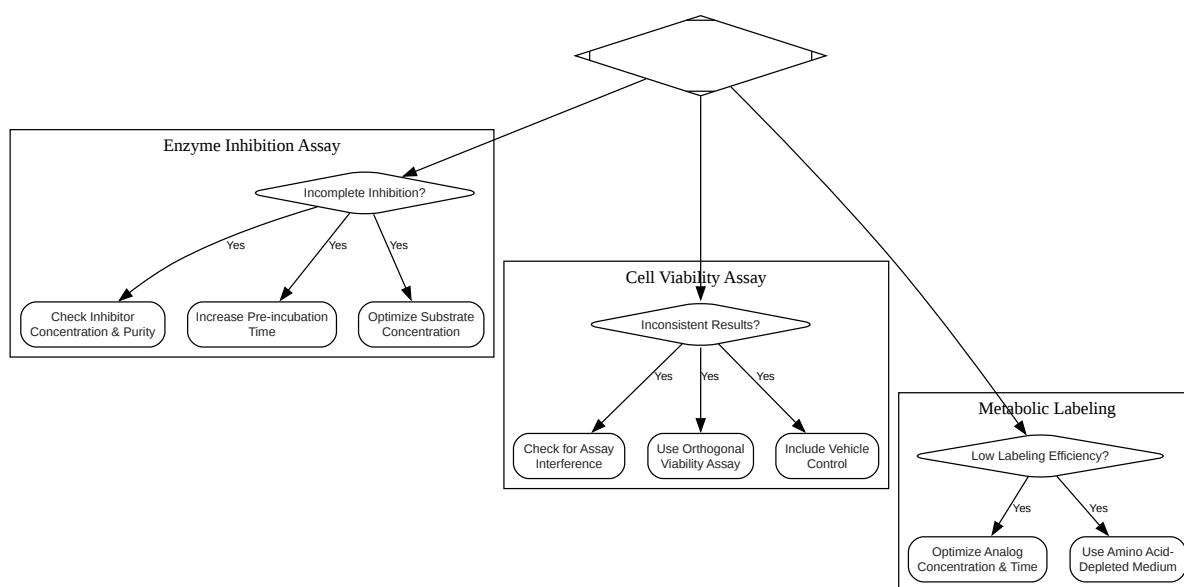 Enzyme Inhibition Assay
Incomplete Inhibition?
Yes
Yes
Yes
Check Inhibitor
Concentration & Purity
Increase Pre-incubation
Time
Optimize Substrate
Concentration
Cell Viability Assay
Inconsistent Results?
Yes
Yes
Yes
Check for Assay
Interference
Use Orthogonal
Viability Assay
Include Vehicle
Control
Metabolic Labeling
Low Labeling Efficiency?
Yes
Yes
Optimize Analog
Concentration & Time
Use Amino Acid-
Depleted Medium